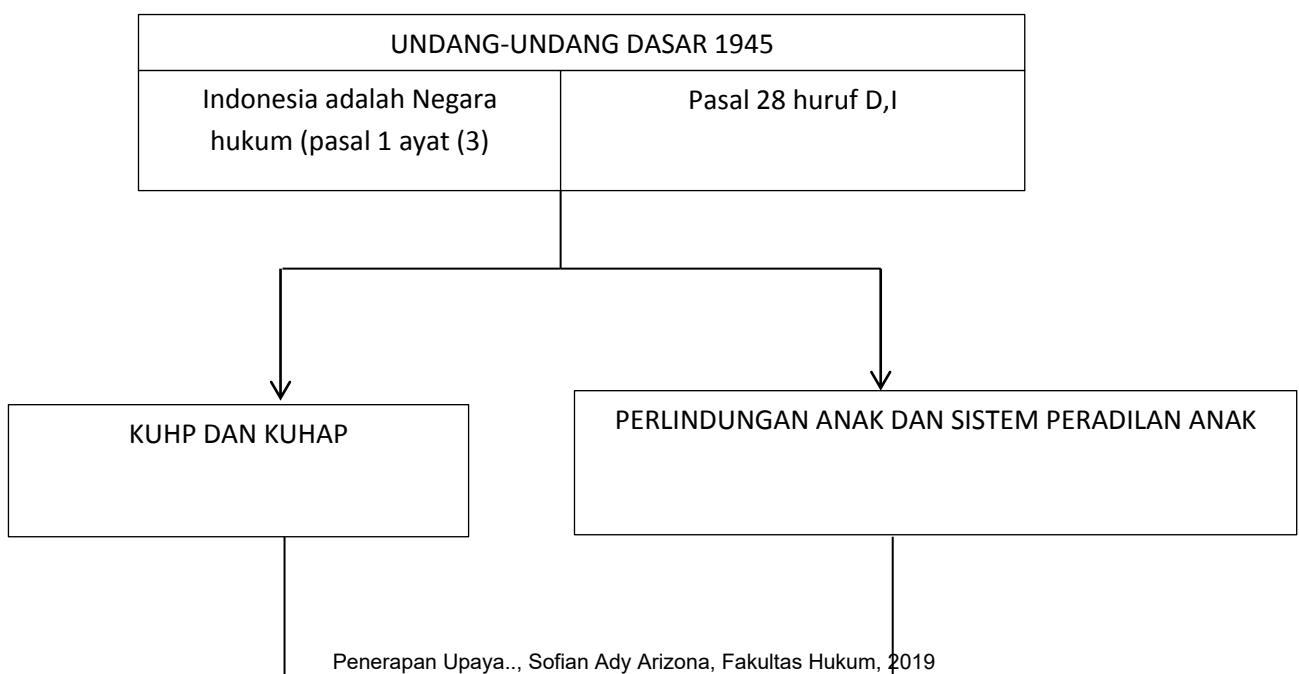 UNDANG-UNDANG DASAR 1945
Indonesia adalah Negara
hukum (pasal 1 ayat (3)
Pasal 28 huruf D,I
KUHP DAN KUHAP
PERLINDUNGAN ANAK DAN SISTEM PERADILAN ANAK
Penerapan Upaya.., Sofian Ady Arizona, Fakultas Hukum, 2019